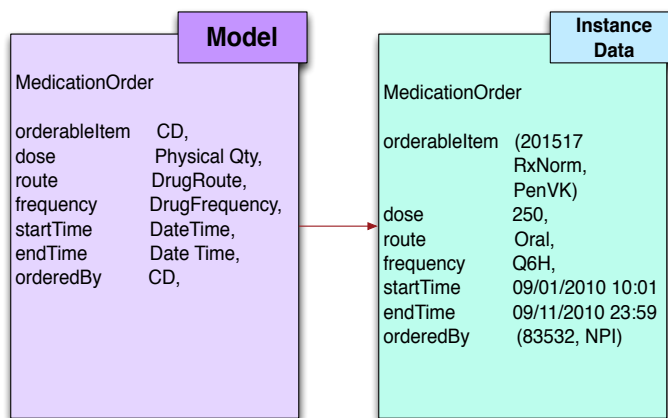 Model
MedicationOrder
orderableItem CD,
dose Physical Qty,
route DrugRoute,
frequency DrugFrequency,
startTime DateTime,
endTime Date Time,
orderedBy CD,
Instance
Data
MedicationOrder
orderableItem (201517
RxNorm,
PenVK)
dose 250,
route Oral,
frequency Q6H,
startTime 09/01/2010 10:01
endTime 09/11/2010 23:59
orderedBy (83532, NPI)